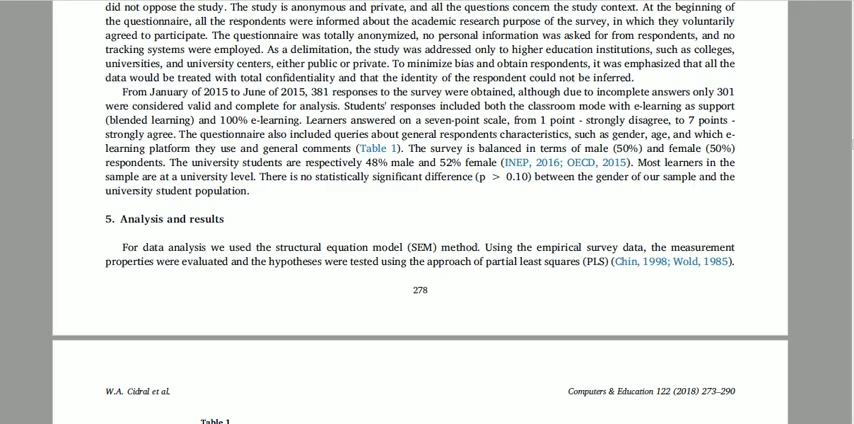 did not oppose the study. The study is anonymous and private, and all the questions concern the study context. At the beginning of
the questionnaire, all the respondents were informed about the academic research purpose of the survey, in which they voluntarily
agreed to participate. The questionnaire was totally anonymized, no personal information was asked for from respondents, and no
tracking systems were employed. As a delimitation, the study was addressed only to higher education institutions, such as colleges,
universities, and university centers, either public or private. To minimize bias and obtain respondents, it was emphasized that all the
data would be treated with total confidentiality and that the identity of the respondent could not be inferred.
From January of 2015 to June of 2015, 381 responses to the survey were obtained, although due to incomplete answers only 301
were considered valid and complete for analysis. Students' responses included both the classroom mode with e-learning as support
(blended learning) and 100% e-learning. Learners answered on a seven-point scale, from 1 point - strongly disagree, to 7 points -
strongly agree. The questionnaire also included queries about general respondents characteristics, such as gender, age, and which e-
learning platform they use and general comments (Table 1). The survey is balanced in terms of male (50%) and female (50%)
respondents. The university students are respectively 48% male and 52% female (INEP, 2016; OECD, 2015). Most learners in the
sample are at a university level. There is no statistically significant difference (p > 0.10) between the gender of our sample and the
university student population.
5. Analysis and results
For data analysis we used the structural equation model (SEM) method. Using the empirical survey data, the measurement
properties were evaluated and the hypotheses were tested using the approach of partial least squares (PLS) (Chin, 1998; Wold, 1985).
278
W.A. Cidral et al.
Computers & Education 122 (2018) 273–290
Table 1